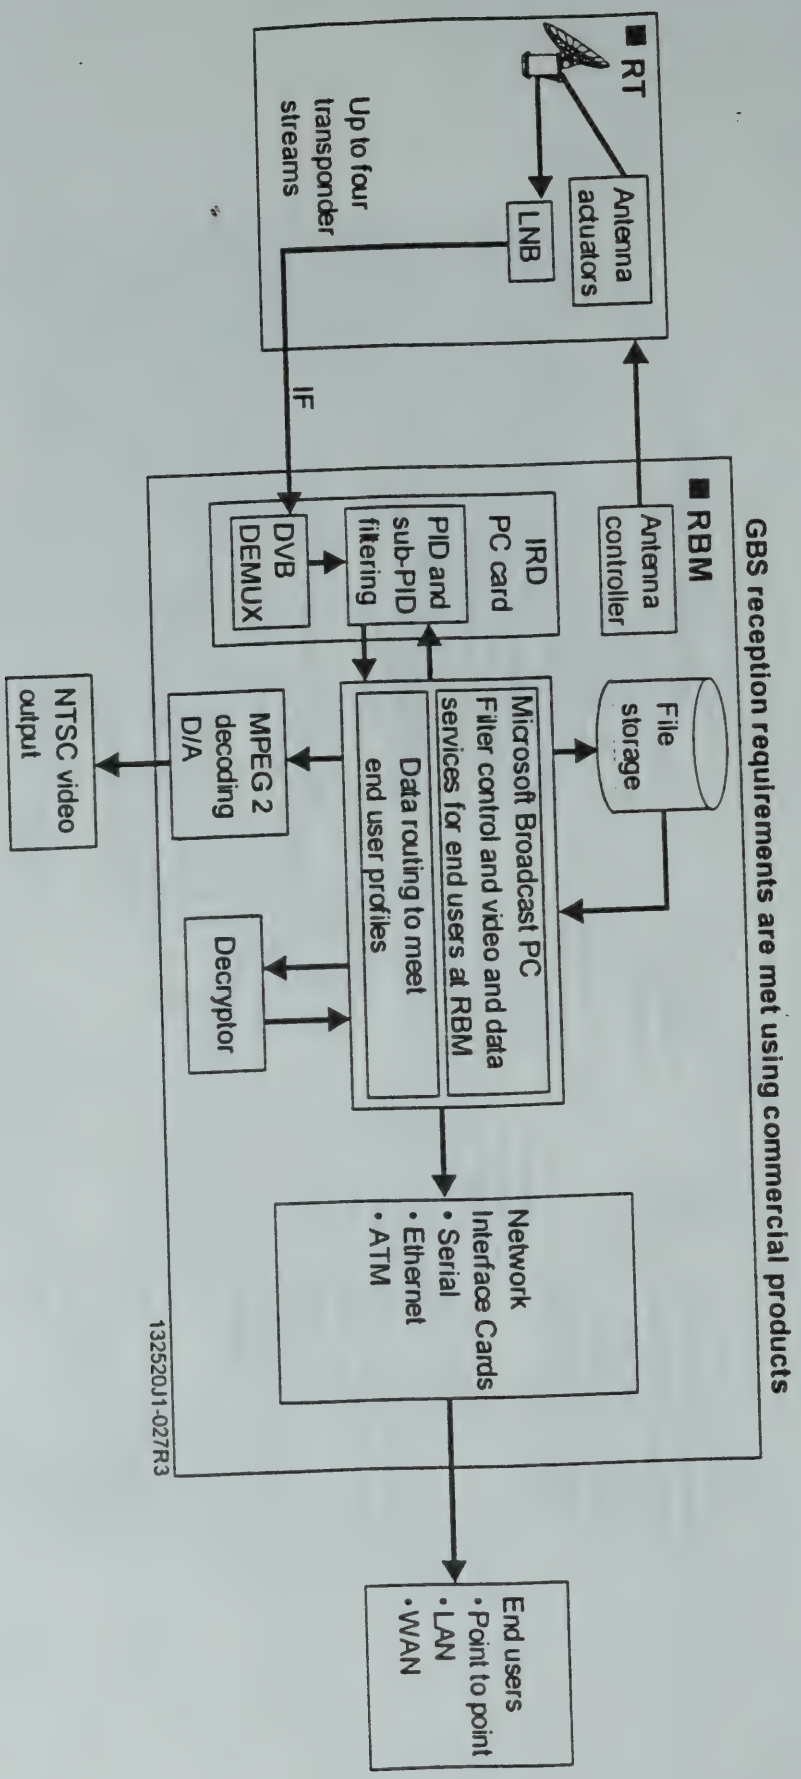 GBS reception requirements are met using commercial products
■ RT
Antenna
actuators
LNB
Up to four
transponder
streams
IF
■ RBM
Antenna
controller
IRD
PC card
PID and
sub-PID
filtering
DVB
DEMUX
File
storage
Microsoft Broadcast PC
Filter control and video and data
services for end users at RBM
Data routing to meet
end user profiles
MPEG 2
decoding
D/A
NTSC video
output
Decryptor
Network
Interface Cards
• Serial
• Ethernet
• ATM
End users
• Point to point
• LAN
• WAN
132520J1-027R3